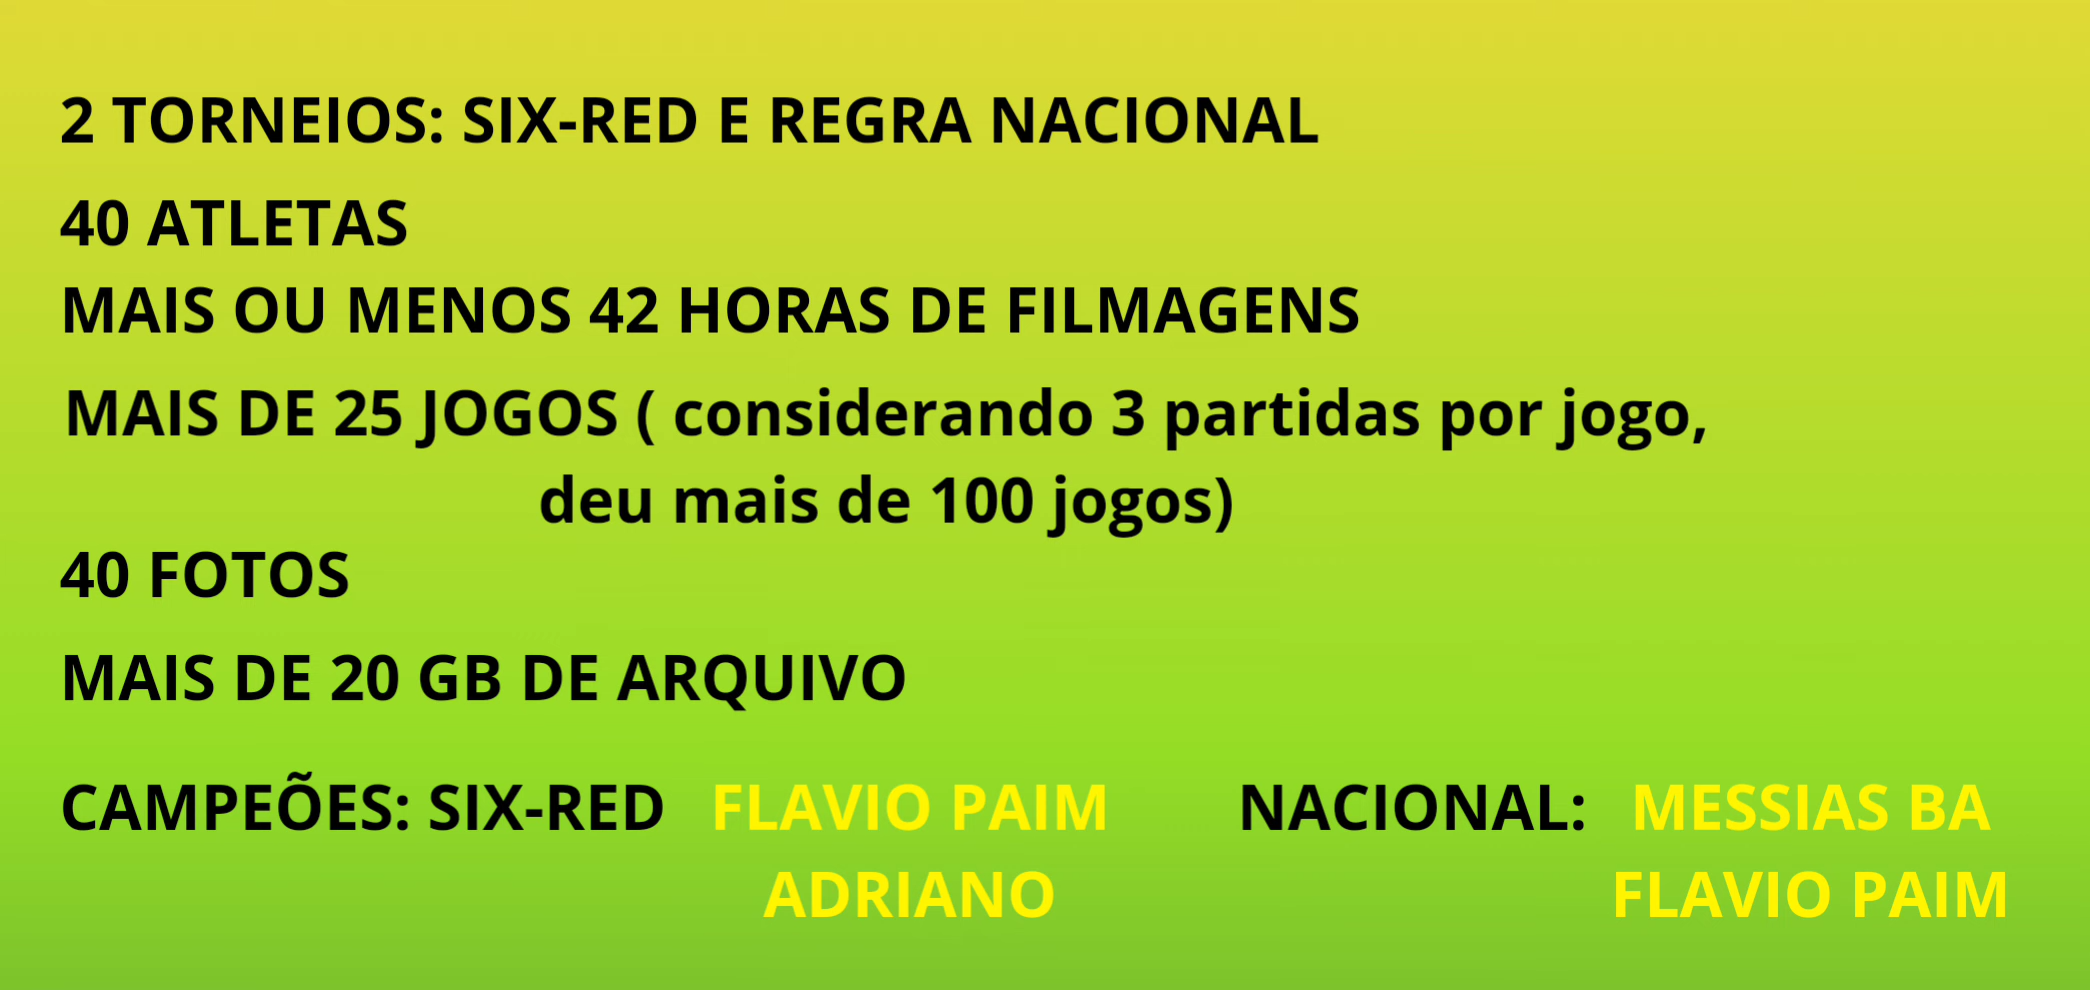 2 TORNEIOS: SIX-RED E REGRA NACIONAL
40 ATLETAS
MAIS OU MENOS 42 HORAS DE FILMAGENS
MAIS DE 25 JOGOS ( considerando 3 partidas por jogo,
deu mais de 100 jogos)
40 FOTOS
MAIS DE 20 GB DE ARQUIVO
CAMPEÕES: SIX-RED FLAVIO PAIM NACIONAL: MESSIAS BA
ADRIANO FLAVIO PAIM